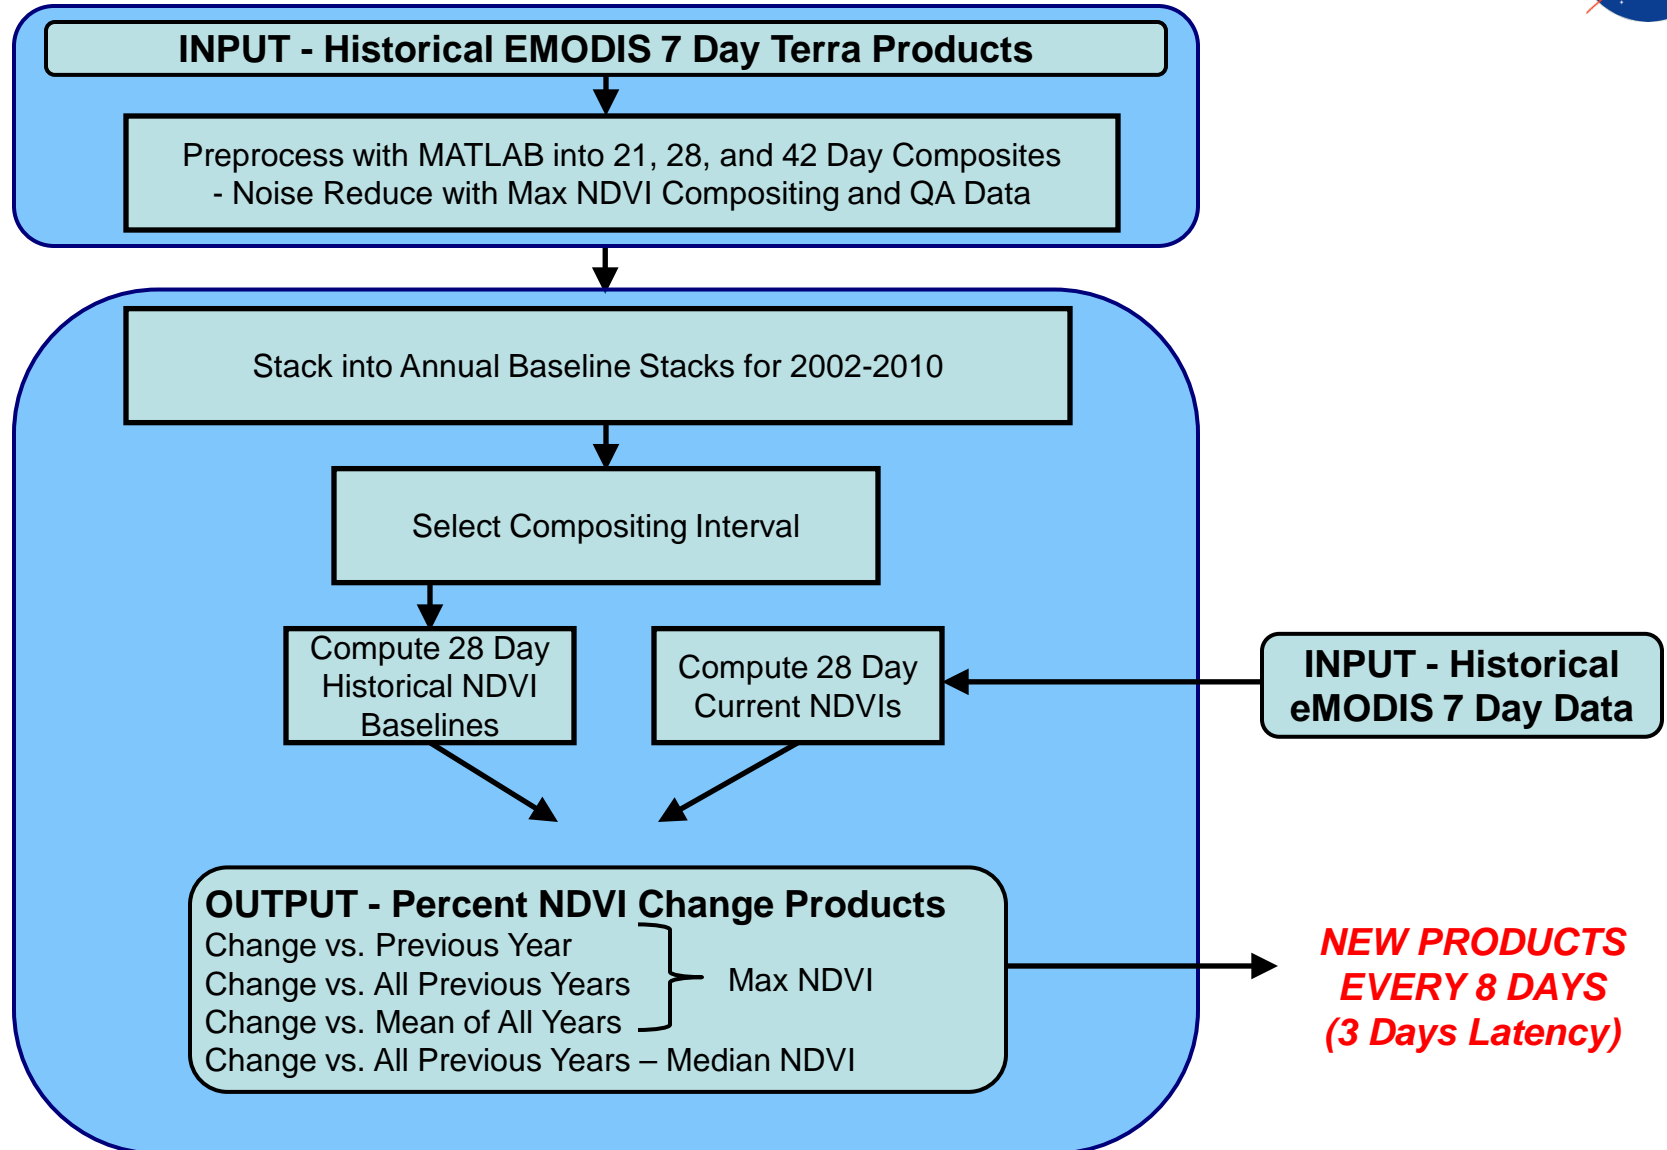 INPUT - Historical EMODIS 7 Day Terra Products
Preprocess with MATLAB into 21, 28, and 42 Day Composites
- Noise Reduce with Max NDVI Compositing and QA Data
Stack into Annual Baseline Stacks for 2002-2010
Select Compositing Interval
Compute 28 Day
Historical NDVI
Baselines
Compute 28 Day
Current NDVIs
INPUT - Historical
eMODIS 7 Day Data
OUTPUT - Percent NDVI Change Products
Change vs. Previous Year
Change vs. All Previous Years
Change vs. Mean of All Years
Max NDVI
Change vs. All Previous Years – Median NDVI
NEW PRODUCTS
EVERY 8 DAYS
(3 Days Latency)